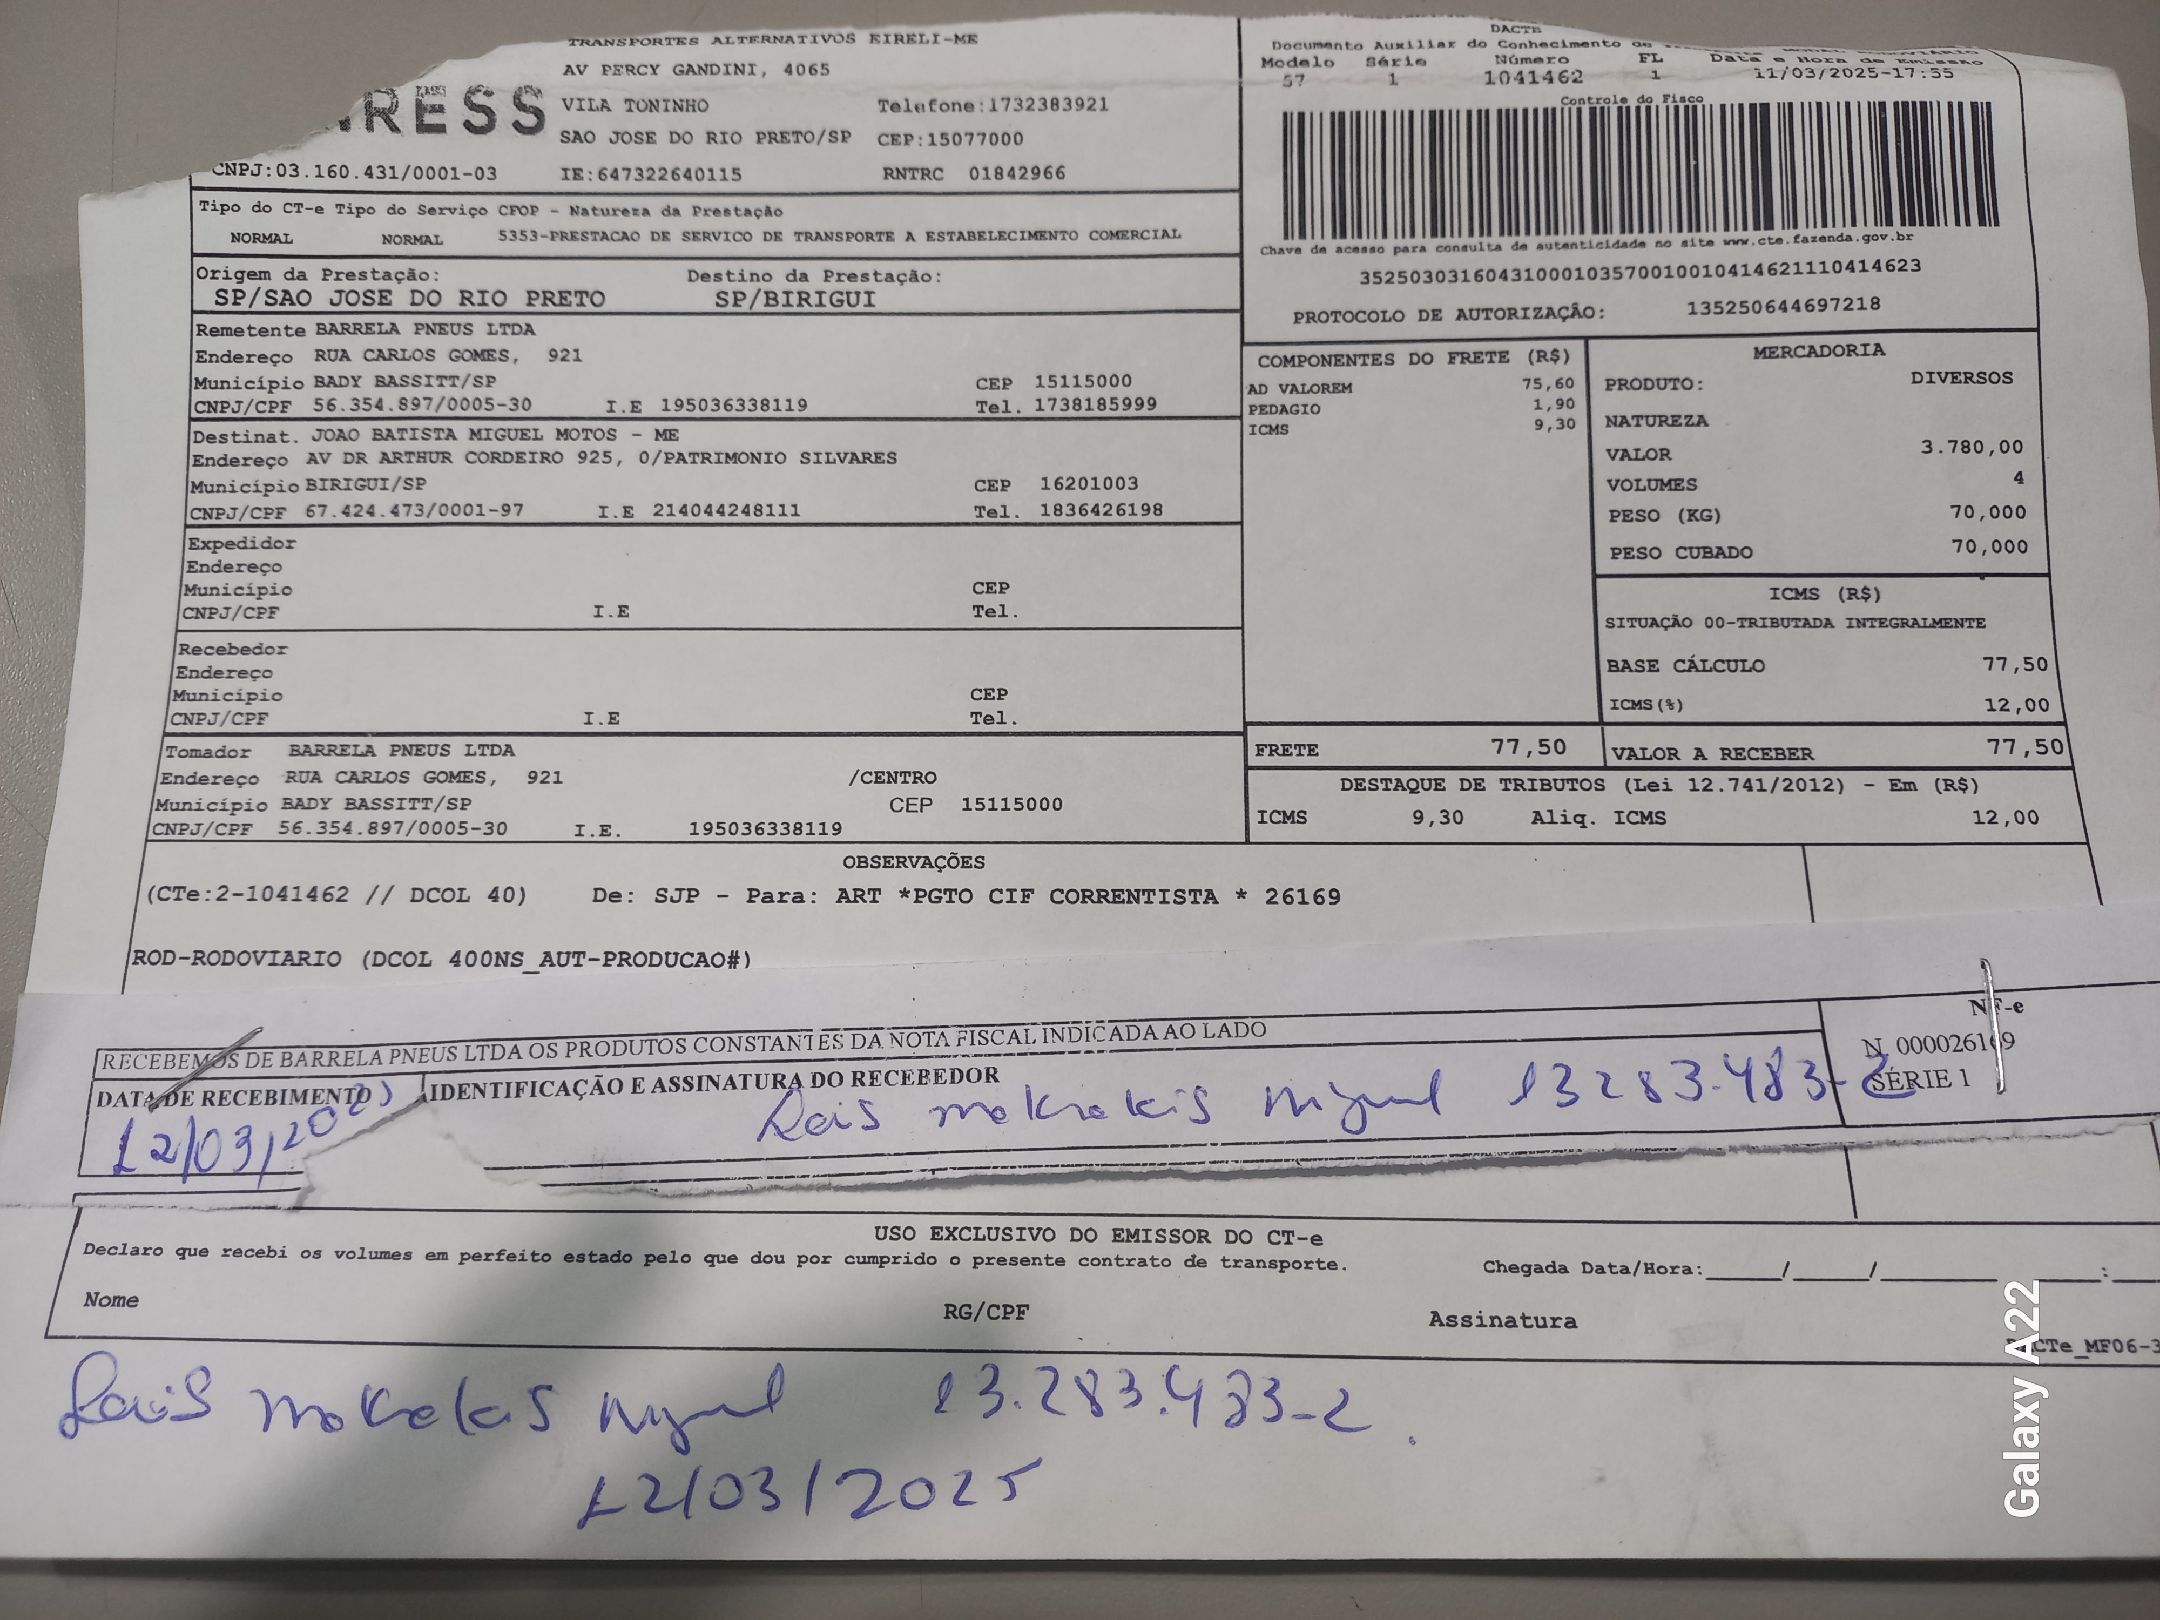 TRANSPORTES ALTERNATIVOS EIRELI-ME
AV PERCY GANDINI, 4065
RESS
VILA TONINHO Telefone:1732383921
SAO JOSE DO RIO PRETO/SP CEP:15077000
CNPJ:03.160.431/0001-03 IE:647322640115 RNTRC 01842966
DACTE
Documento Auxiliar do Conhecimento de
Modelo Série Número FL Data e Hora de Emissão
57 1 1041462 1 11/03/2025-17:55
Controle do Fisco
Chave de acesso para consulta de autenticidade no site www.cte.fazenda.gov.br
35250303160431000103570010010414621110414623
PROTOCOLO DE AUTORIZAÇÂO: 135250644697218
Tipo do CT-e Tipo do Serviço CFOP - Natureza da Prestação
NORMAL NORMAL 5353-PRESTACAO DE SERVICO DE TRANSPORTE A ESTABELECIMENTO COMERCIAL
Origem da Prestação: Destino da Prestação:
SP/SAO JOSE DO RIO PRETO SP/BIRIGUI
Remetente BARRELA PNEUS LTDA
Endereço RUA CARLOS GOMES, 921
Município BADY BASSITT/SP CEP 15115000
CNPJ/CPF 56.354.897/0005-30 I.E 195036338119 Tel. 1738185999
Destinat. JOAO BATISTA MIGUEL MOTOS - ME
Endereço AV DR ARTHUR CORDEIRO 925, 0/PATRIMONIO SILVARES
Município BIRIGUI/SP CEP 16201003
CNPJ/CPF 67.424.473/0001-97 I.E 214044248111 Tel. 1836426198
Expedidor
Endereço
Município CEP
CNPJ/CPF I.E Tel.
Recebedor
Endereço
Município CEP
CNPJ/CPF I.E Tel.
Tomador BARRELA PNEUS LTDA
Endereço RUA CARLOS GOMES, 921 /CENTRO
Município BADY BASSITT/SP CEP 15115000
CNPJ/CPF 56.354.897/0005-30 I.E. 195036338119
COMPONENTES DO FRETE (R$)
AD VALOREM 75,60
PEDAGIO 1,90
ICMS 9,30
MERCADORIA
PRODUTO: DIVERSOS
NATUREZA
VALOR 3.780,00
VOLUMES 4
PESO (KG) 70,000
PESO CUBADO 70,000
ICMS (R$)
SITUAÇÃO 00-TRIBUTADA INTEGRALMENTE
BASE CÁLCULO 77,50
ICMS(%) 12,00
FRETE 77,50 VALOR A RECEBER 77,50
DESTAQUE DE TRIBUTOS (Lei 12.741/2012) - Em (R$)
ICMS 9,30 Aliq. ICMS 12,00
OBSERVAÇÕES
(CTe:2-1041462 // DCOL 40) De: SJP - Para: ART *PGTO CIF CORRENTISTA * 26169
ROD-RODOVIARIO (DCOL 400NS_AUT-PRODUCAO#)
RECEBEMOS DE BARRELA PNEUS LTDA OS PRODUTOS CONSTANTES DA NOTA FISCAL INDICADA AO LADO
NF-e
N. 000026169
SÉRIE 1
DATA DE RECEBIMENTO IDENTIFICAÇÃO E ASSINATURA DO RECEBEDOR
12/03/2025 13283.483-2
USO EXCLUSIVO DO EMISSOR DO CT-e
Declaro que recebi os volumes em perfeito estado pelo que dou por cumprido o presente contrato de transporte. Chegada Data/Hora:_____/_____/_________ :
Nome RG/CPF Assinatura
CTe_MF06-3
13.283.483-2
12/03/2025
Galaxy A22